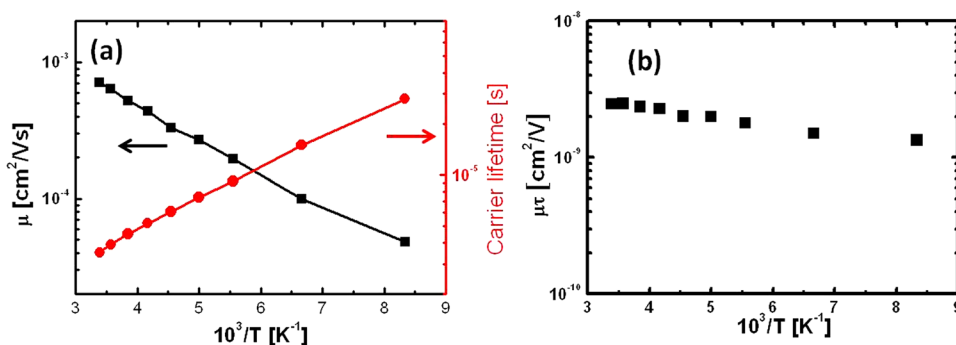 (a)
10⁻³
10⁻⁴
μ [cm²/Vs]
3 4 5 6 7 8 9
10³/T [K⁻¹]
10⁻⁵
Carrier lifetime [s]
(b)
10⁻⁸
10⁻⁹
10⁻¹⁰
μτ [cm²/V]
3 4 5 6 7 8 9
10³/T [K⁻¹]